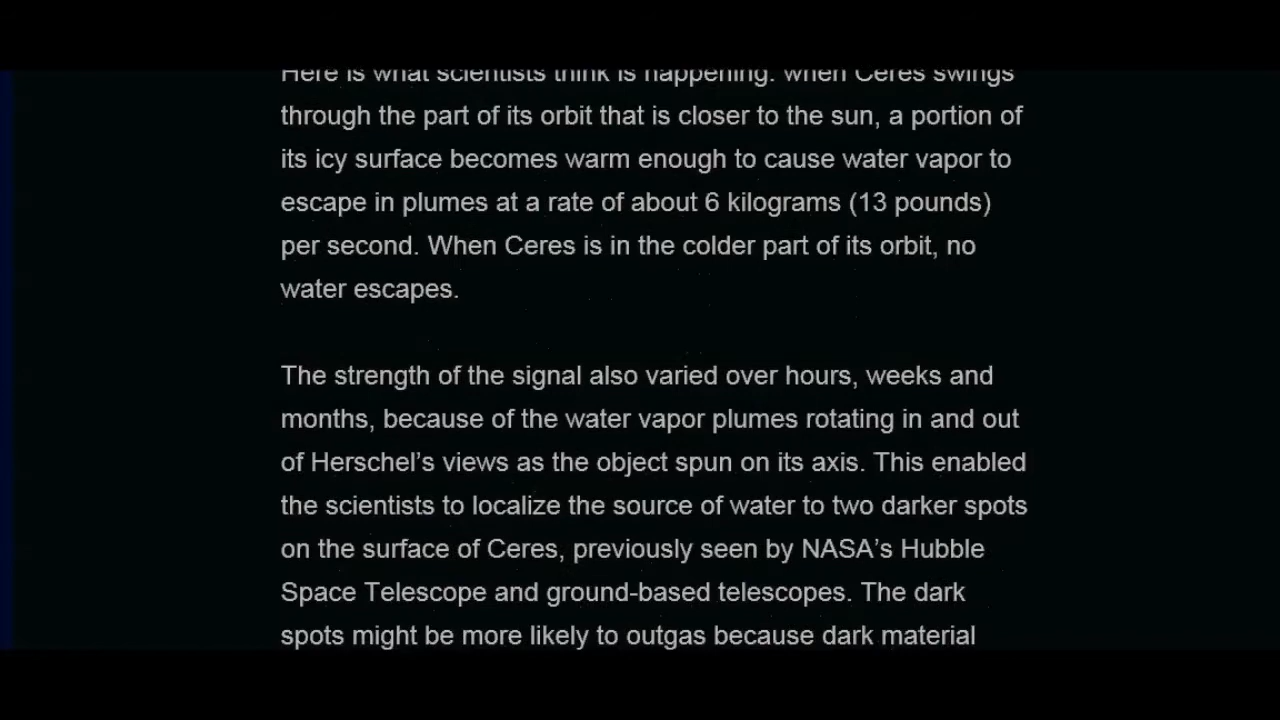 Here is what scientists think is happening: when Ceres swings
through the part of its orbit that is closer to the sun, a portion of
its icy surface becomes warm enough to cause water vapor to
escape in plumes at a rate of about 6 kilograms (13 pounds)
per second. When Ceres is in the colder part of its orbit, no
water escapes.
The strength of the signal also varied over hours, weeks and
months, because of the water vapor plumes rotating in and out
of Herschel’s views as the object spun on its axis. This enabled
the scientists to localize the source of water to two darker spots
on the surface of Ceres, previously seen by NASA’s Hubble
Space Telescope and ground-based telescopes. The dark
spots might be more likely to outgas because dark material